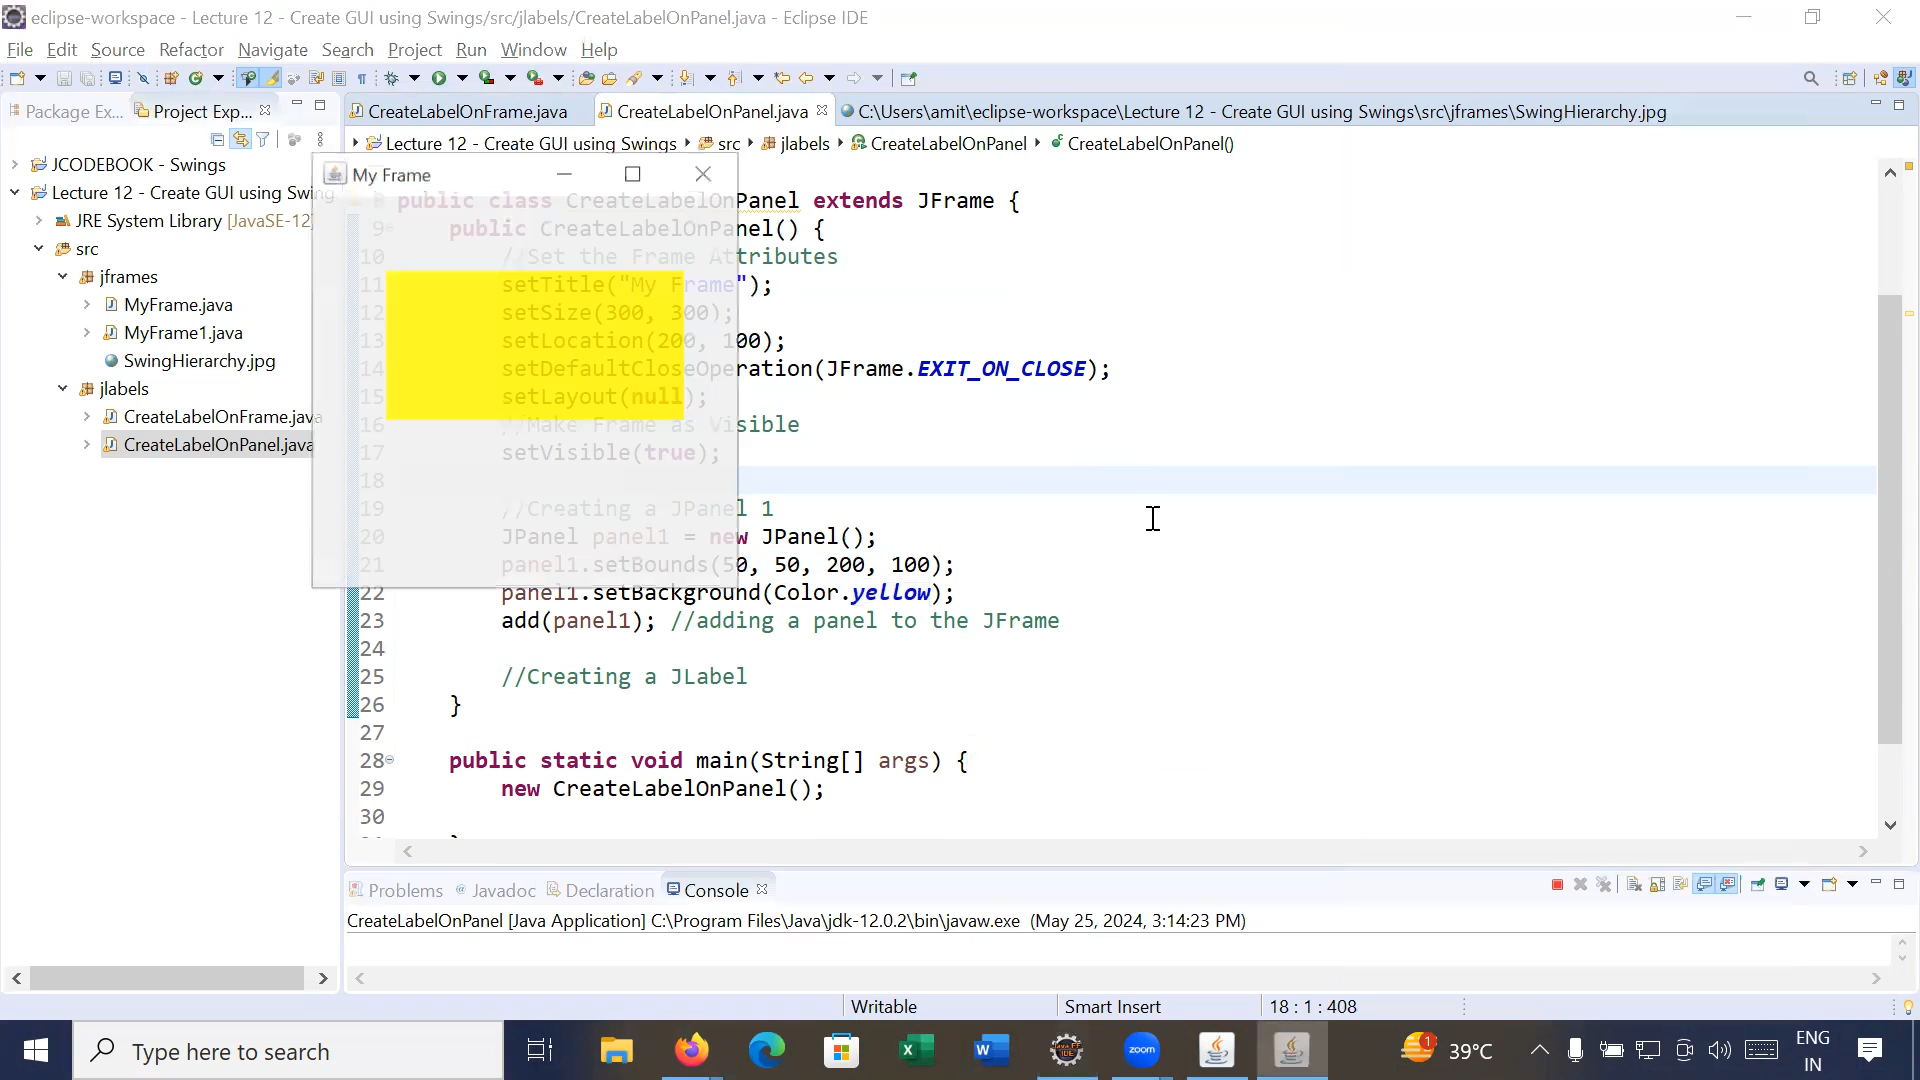 eclipse-workspace - Lecture 12 - Create GUI using Swings/src/jlabels/CreateLabelOnPanel.java - Eclipse IDE
File Edit Source Refactor Navigate Search Project Run Window Help
Package Ex... Project Exp...
CreateLabelOnFrame.java CreateLabelOnPanel.java C:\Users\amit\eclipse-workspace\Lecture 12 - Create GUI using Swings\src\jframes\SwingHierarchy.jpg
Lecture 12 - Create GUI using Swings src jlabels CreateLabelOnPanel CreateLabelOnPanel()
JCODEBOOK - Swings
Lecture 12 - Create GUI using Swing
JRE System Library [JavaSE-12]
src
jframes
MyFrame.java
MyFrame1.java
SwingHierarchy.jpg
jlabels
CreateLabelOnFrame.java
CreateLabelOnPanel.java
My Frame
8 public class CreateLabelOnPanel extends JFrame {
9 public CreateLabelOnPanel() {
10 //Set the Frame Attributes
11 setTitle("My Frame");
12 setSize(300, 300);
13 setLocation(200, 100);
14 setDefaultCloseOperation(JFrame.EXIT_ON_CLOSE);
15 setLayout(null);
16 //Make Frame as Visible
17 setVisible(true);
18
19 //Creating a JPanel 1
20 JPanel panel1 = new JPanel();
21 panel1.setBounds(50, 50, 200, 100);
22 panel1.setBackground(Color.yellow);
23 add(panel1); //adding a panel to the JFrame
24
25 //Creating a JLabel
26 }
27
28 public static void main(String[] args) {
29 new CreateLabelOnPanel();
30
Problems Javadoc Declaration Console
CreateLabelOnPanel [Java Application] C:\Program Files\Java\jdk-12.0.2\bin\javaw.exe (May 25, 2024, 3:14:23 PM)
Writable Smart Insert 18 : 1 : 408
Type here to search
zoom
1
39°C
ENG
IN